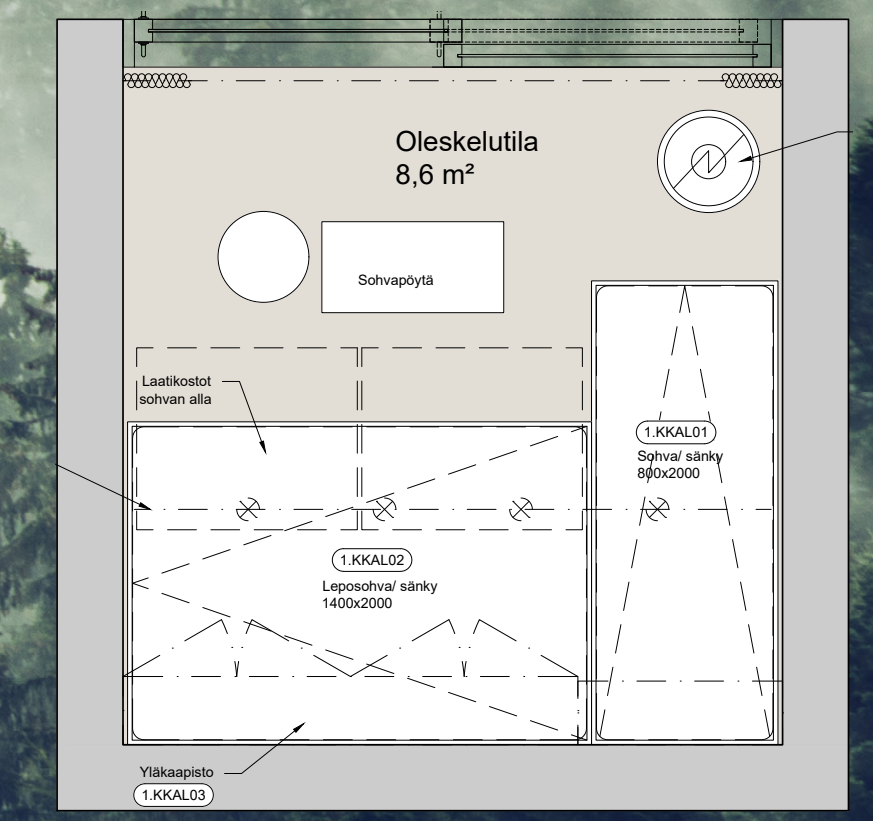 Oleskelutila
8,6 m²
Sohvapöytä
Laatikostot
sohvan alla
1.KKAL01
Sohva/ sänky
800x2000
1.KKAL02
Leposohva/ sänky
1400x2000
Yläkaapisto
1.KKAL03